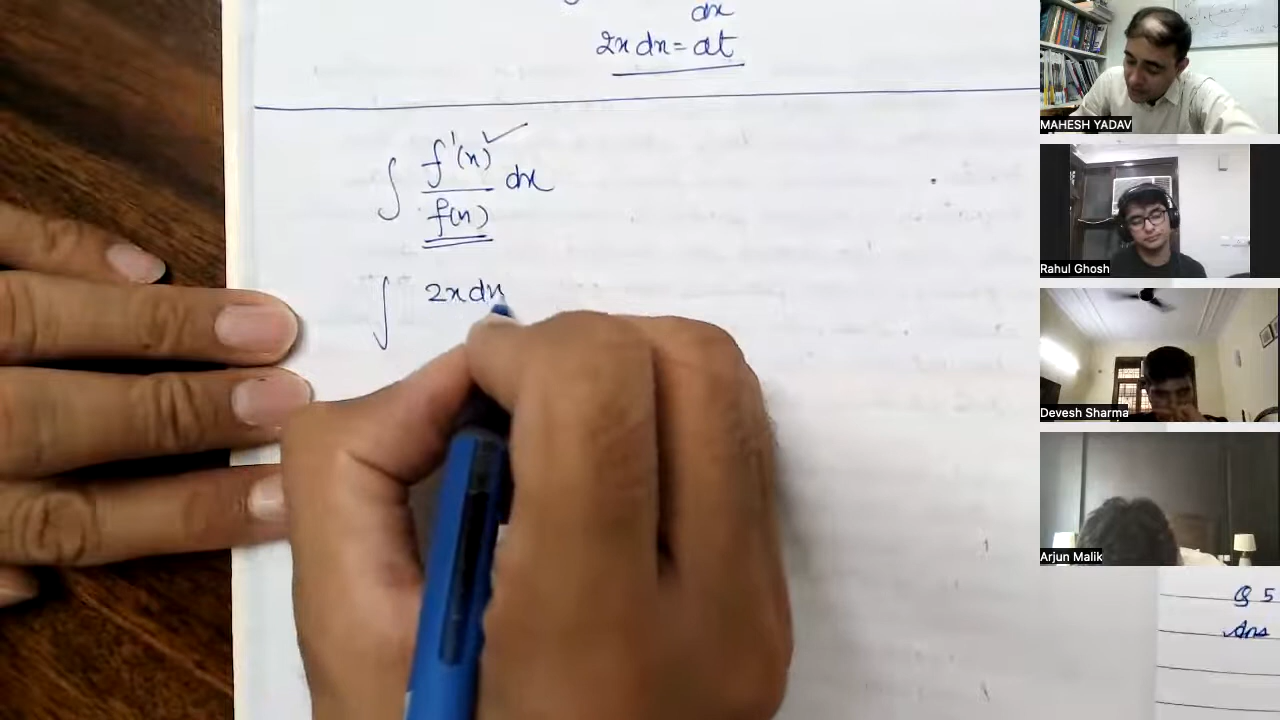 dx
2x dx = dt
∫ f'(x) / f(x) dx
∫ 2x dx
MAHESH YADAV
Rahul Ghosh
Devesh Sharma
Arjun Malik
Q 5
Ans